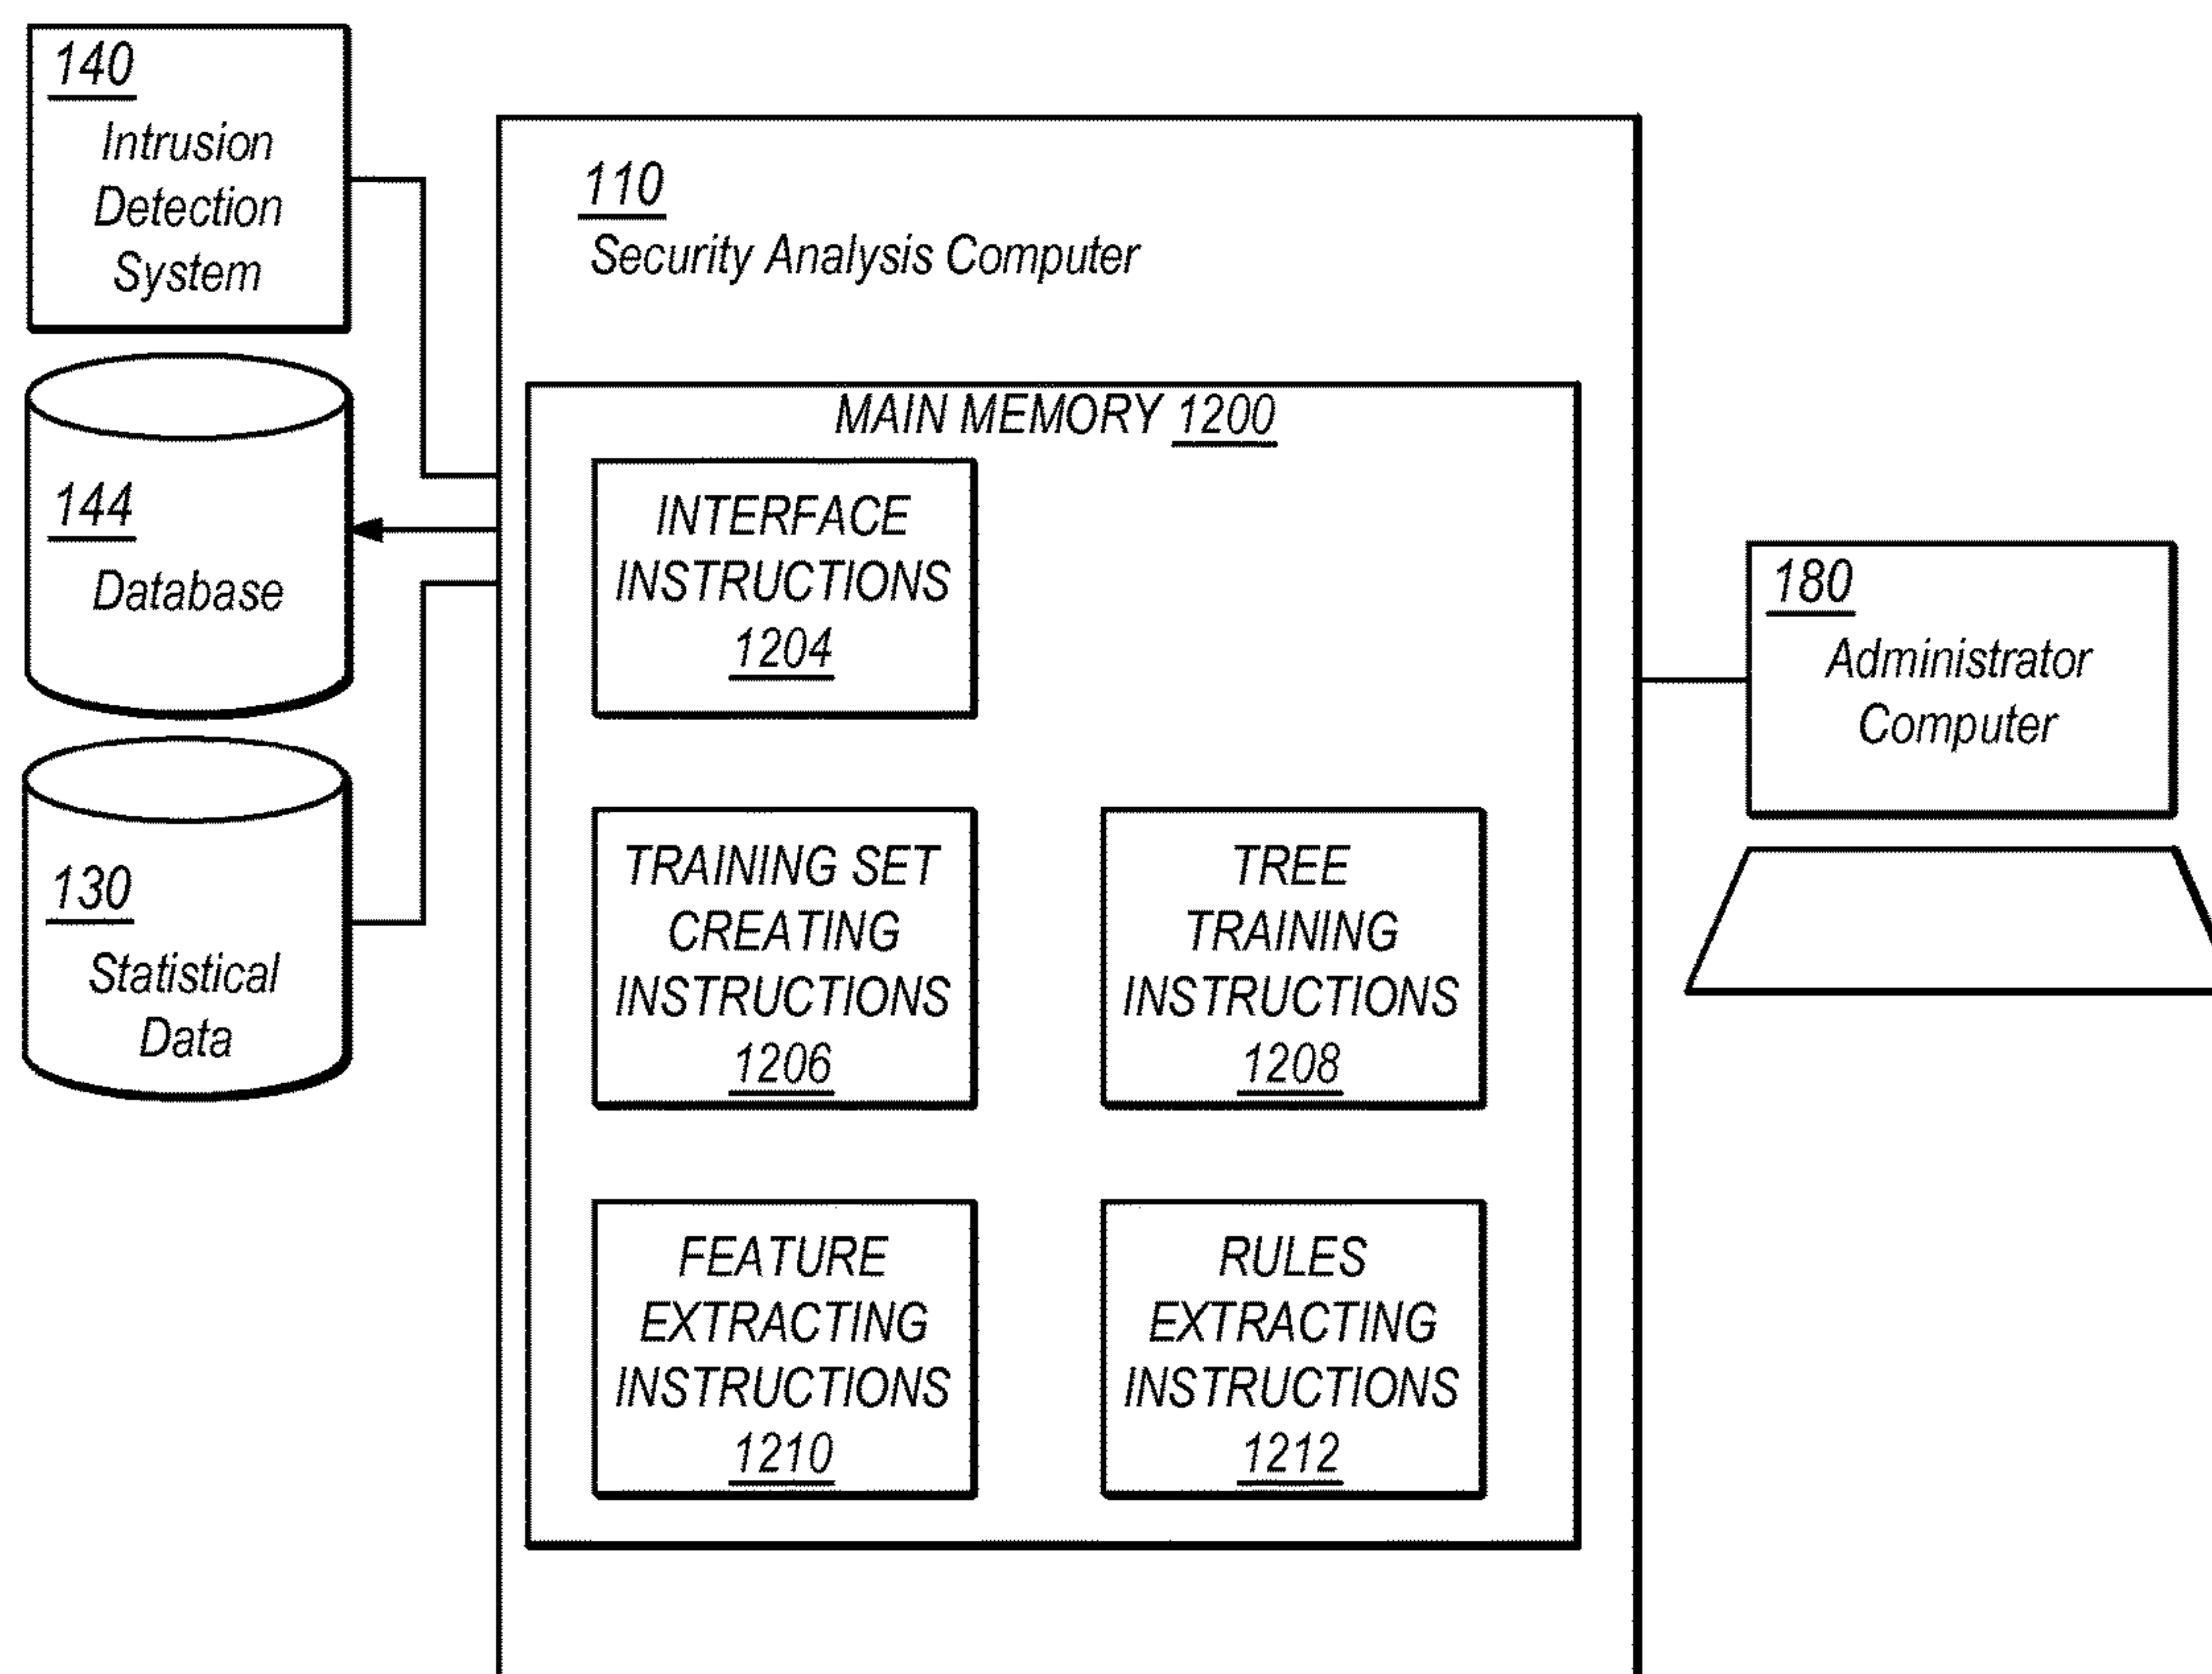 140
Intrusion
Detection
System
144
Database
130
Statistical
Data
110
Security Analysis Computer
MAIN MEMORY 1200
INTERFACE
INSTRUCTIONS
1204
TRAINING SET
CREATING
INSTRUCTIONS
1206
TREE
TRAINING
INSTRUCTIONS
1208
FEATURE
EXTRACTING
INSTRUCTIONS
1210
RULES
EXTRACTING
INSTRUCTIONS
1212
180
Administrator
Computer